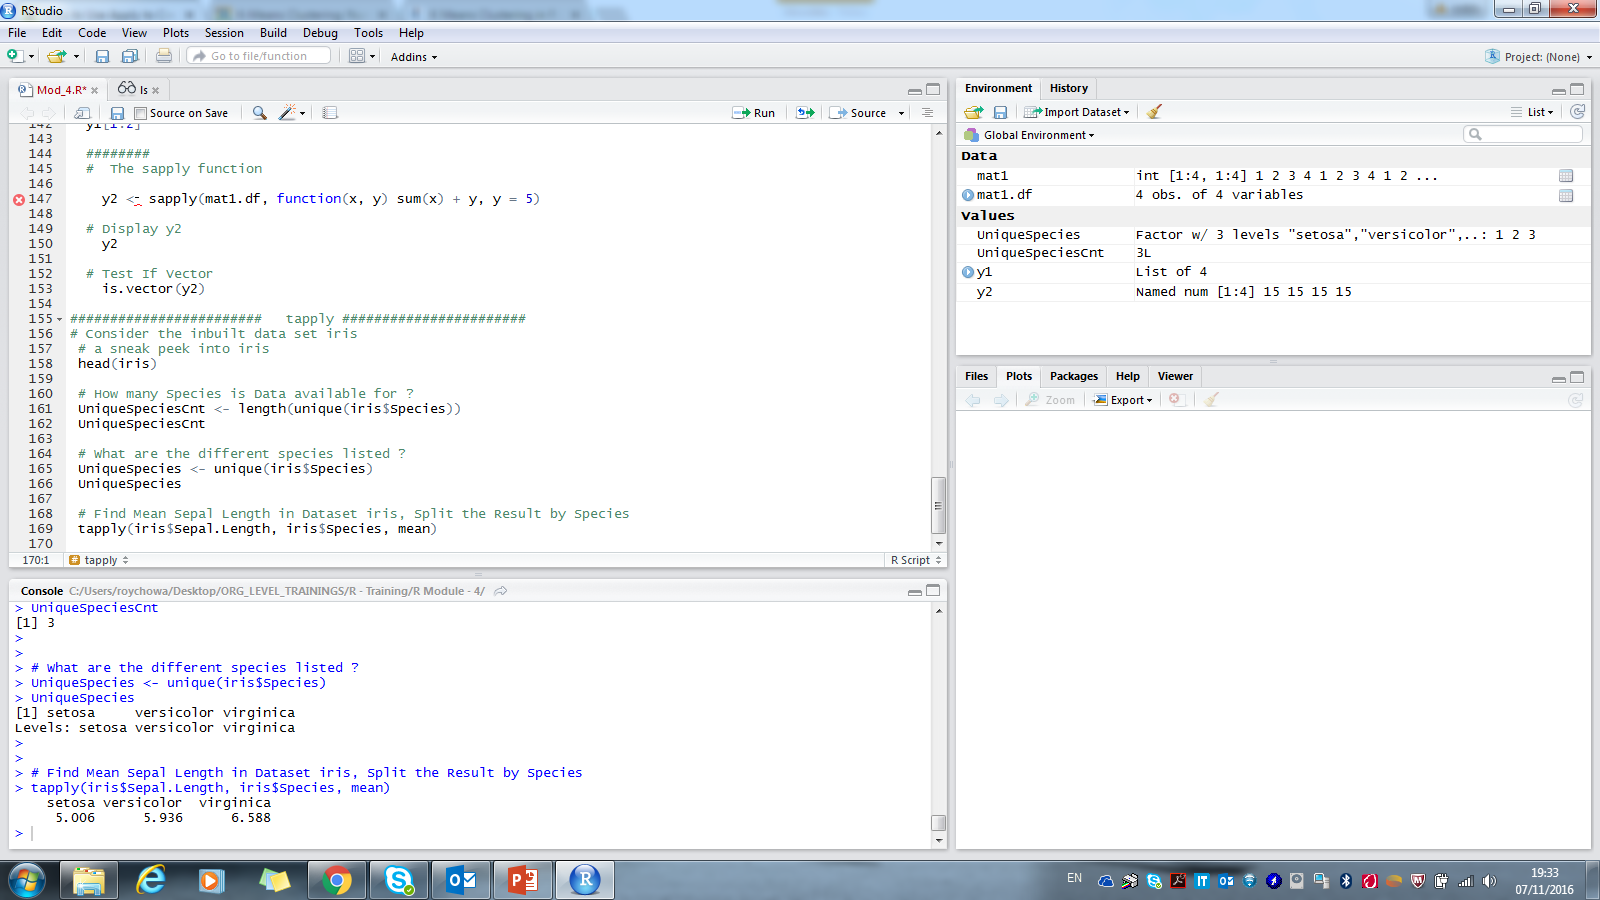 RStudio
File Edit Code View Plots Session Build Debug Tools Help
Go to file/function Addins Project: (None)
Mod_4.R* ls
Source on Save Run Source
142 y1[1:2]
143
144 ########
145 # The sapply function
146
147 y2 <- sapply(mat1.df, function(x, y) sum(x) + y, y = 5)
148
149 # Display y2
150 y2
151
152 # Test If Vector
153 is.vector(y2)
154
155 ######################## tapply #######################
156 # Consider the inbuilt data set iris
157 # a sneak peek into iris
158 head(iris)
159
160 # How many Species is Data available for ?
161 UniqueSpeciesCnt <- length(unique(iris$Species))
162 UniqueSpeciesCnt
163
164 # What are the different species listed ?
165 UniqueSpecies <- unique(iris$Species)
166 UniqueSpecies
167
168 # Find Mean Sepal Length in Dataset iris, Split the Result by Species
169 tapply(iris$Sepal.Length, iris$Species, mean)
170
170:1 # tapply R Script
Console C:/Users/roychowa/Desktop/ORG_LEVEL_TRAININGS/R - Training/R Module - 4/
> UniqueSpeciesCnt
[1] 3
>
>
> # What are the different species listed ?
> UniqueSpecies <- unique(iris$Species)
> UniqueSpecies
[1] setosa versicolor virginica
Levels: setosa versicolor virginica
>
>
> # Find Mean Sepal Length in Dataset iris, Split the Result by Species
> tapply(iris$Sepal.Length, iris$Species, mean)
setosa versicolor virginica
5.006 5.936 6.588
>
Environment History
Import Dataset List
Global Environment
Data
mat1 int [1:4, 1:4] 1 2 3 4 1 2 3 4 1 2 ...
mat1.df 4 obs. of 4 variables
Values
UniqueSpecies Factor w/ 3 levels "setosa","versicolor",..: 1 2 3
UniqueSpeciesCnt 3L
y1 List of 4
y2 Named num [1:4] 15 15 15 15
Files Plots Packages Help Viewer
Zoom Export
EN 19:33
07/11/2016